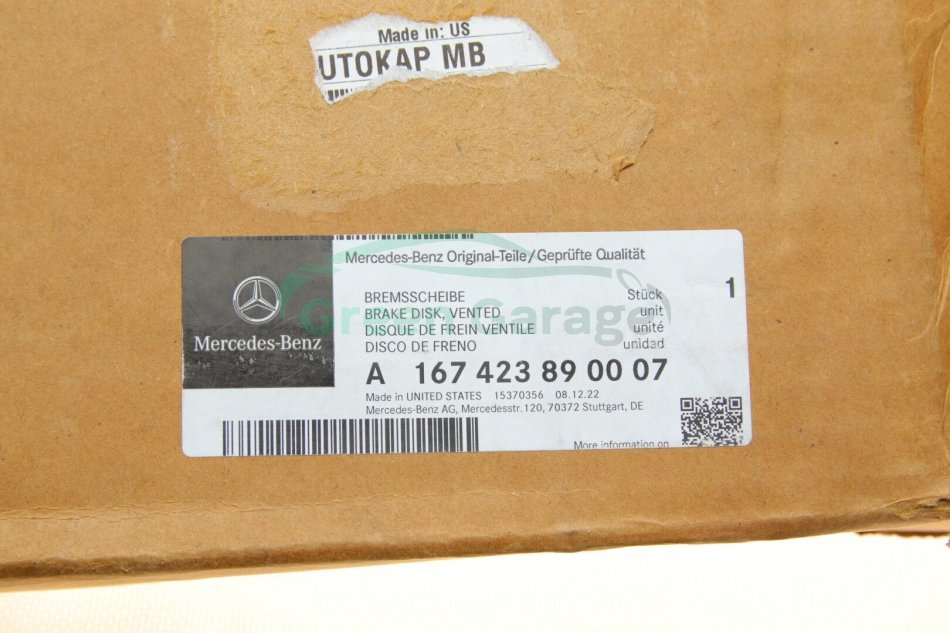 Made in: US
UTOKAP MB
Mercedes-Benz Original-Teile/Geprüfte Qualität
Mercedes-Benz
BREMSSCHEIBE Stück 1
BRAKE DISK, VENTED unit
DISQUE DE FREIN VENTILE unité
DISCO DE FRENO unidad
Green Garage
A 167 423 89 00 07
Made in UNITED STATES 15370356 08.12.22
Mercedes-Benz AG, Mercedesstr.120, 70372 Stuttgart, DE
More information on